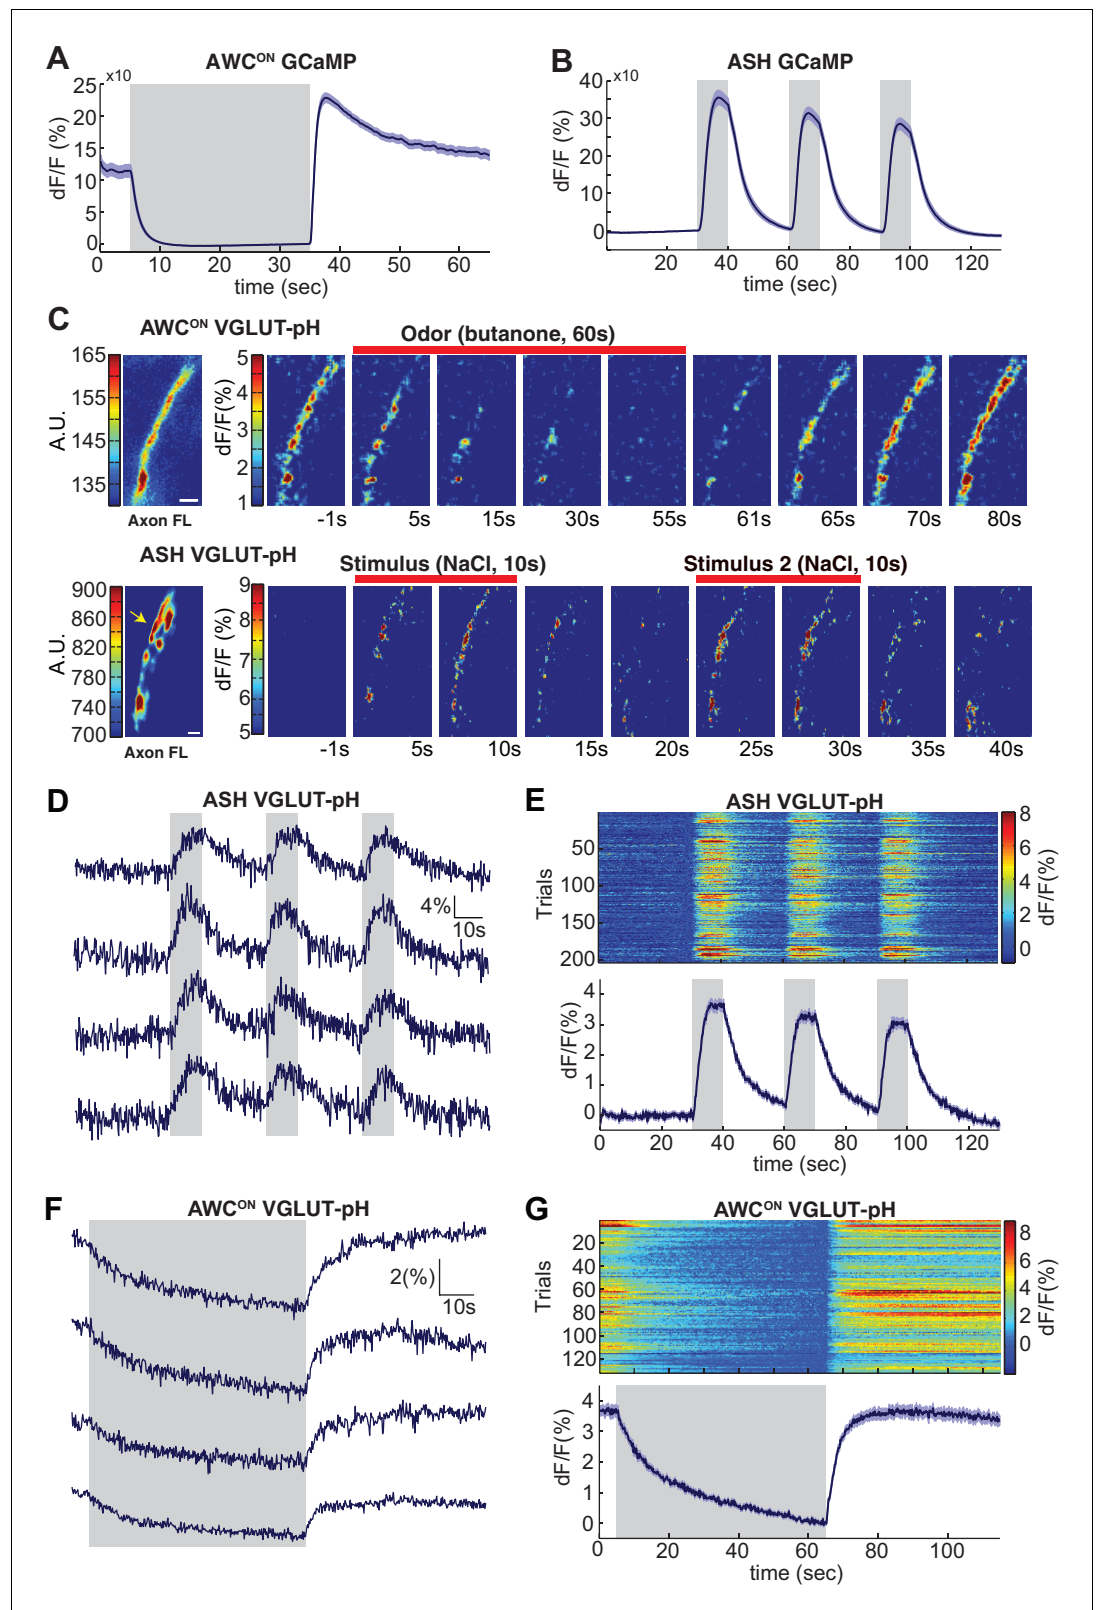 A
AWC^ON GCaMP
x10
25
20
15
10
5
0
dF/F (%)
0 10 20 30 40 50 60
time (sec)
B
ASH GCaMP
x10
40
30
20
10
0
dF/F (%)
20 40 60 80 100 120
time (sec)
C
AWC^ON VGLUT-pH
Odor (butanone, 60s)
165
155
145
135
A.U.
Axon FL
5
4
3
2
1
dF/F(%)
-1s 5s 15s 30s 55s 61s 65s 70s 80s
ASH VGLUT-pH
Stimulus (NaCl, 10s)
Stimulus 2 (NaCl, 10s)
900
860
820
780
740
700
A.U.
Axon FL
9
8
7
6
5
dF/F (%)
-1s 5s 10s 15s 20s 25s 30s 35s 40s
D
ASH VGLUT-pH
4%
10s
E
ASH VGLUT-pH
50
100
150
200
Trials
8
6
4
2
0
dF/F(%)
4
3
2
1
0
dF/F(%)
0 20 40 60 80 100 120
time (sec)
F
AWC^ON VGLUT-pH
2(%)
10s
G
AWC^ON VGLUT-pH
20
40
60
80
100
120
Trials
8
6
4
2
0
dF/F(%)
4
3
2
1
0
dF/F(%)
0 20 40 60 80 100
time (sec)